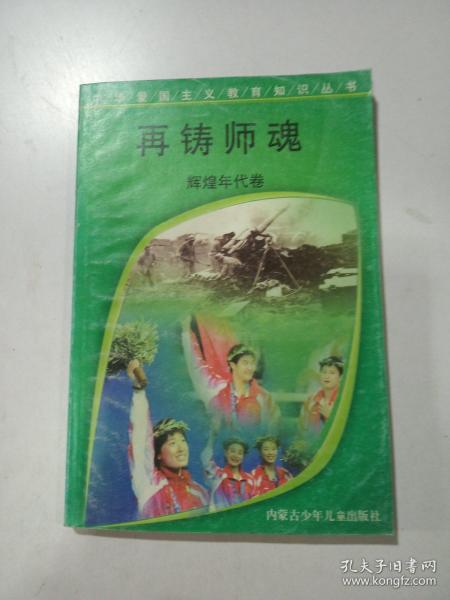 中/华/爱/国/主/义/教/育/知/识/丛/书
再铸师魂
辉煌年代卷
内蒙古少年儿童出版社
孔夫子旧书网
www.kongfz.com